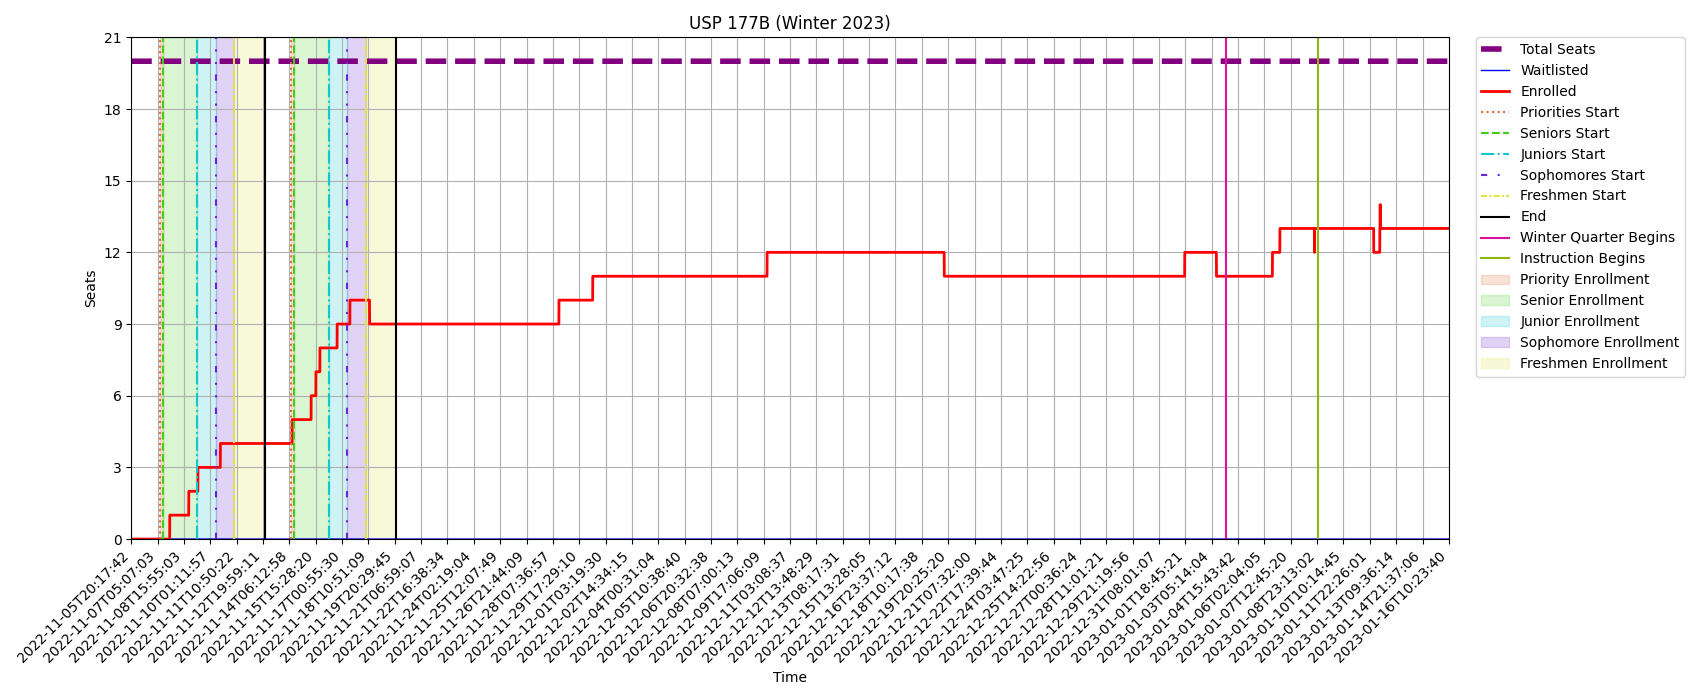 USP 177B (Winter 2023)
Seats
21
18
15
12
9
6
3
0
2022-11-05T20:17:42
2022-11-07T05:07:03
2022-11-08T15:55:03
2022-11-10T01:11:57
2022-11-11T10:50:22
2022-11-12T19:59:11
2022-11-14T06:12:58
2022-11-15T15:28:20
2022-11-17T00:55:30
2022-11-18T10:51:09
2022-11-19T20:29:45
2022-11-21T06:59:07
2022-11-22T16:38:34
2022-11-24T02:19:04
2022-11-25T12:07:49
2022-11-26T21:44:09
2022-11-28T07:36:57
2022-11-29T17:29:10
2022-12-01T03:19:30
2022-12-02T14:34:15
2022-12-04T00:31:04
2022-12-05T10:38:40
2022-12-06T20:32:38
2022-12-08T07:00:13
2022-12-09T17:06:09
2022-12-11T03:08:37
2022-12-12T13:48:29
2022-12-13T08:17:31
2022-12-15T13:28:05
2022-12-16T23:37:12
2022-12-18T10:17:38
2022-12-19T20:25:20
2022-12-21T07:32:00
2022-12-22T17:39:44
2022-12-24T03:47:25
2022-12-25T14:22:56
2022-12-27T00:36:24
2022-12-28T11:01:21
2022-12-29T21:19:56
2022-12-31T08:01:07
2023-01-01T18:45:21
2023-01-03T05:14:04
2023-01-04T15:43:42
2023-01-06T02:04:05
2023-01-07T12:45:20
2023-01-08T23:13:02
2023-01-10T10:14:45
2023-01-11T22:26:01
2023-01-13T09:36:14
2023-01-14T21:37:06
2023-01-16T10:23:40
Time
Total Seats
Waitlisted
Enrolled
Priorities Start
Seniors Start
Juniors Start
Sophomores Start
Freshmen Start
End
Winter Quarter Begins
Instruction Begins
Priority Enrollment
Senior Enrollment
Junior Enrollment
Sophomore Enrollment
Freshmen Enrollment